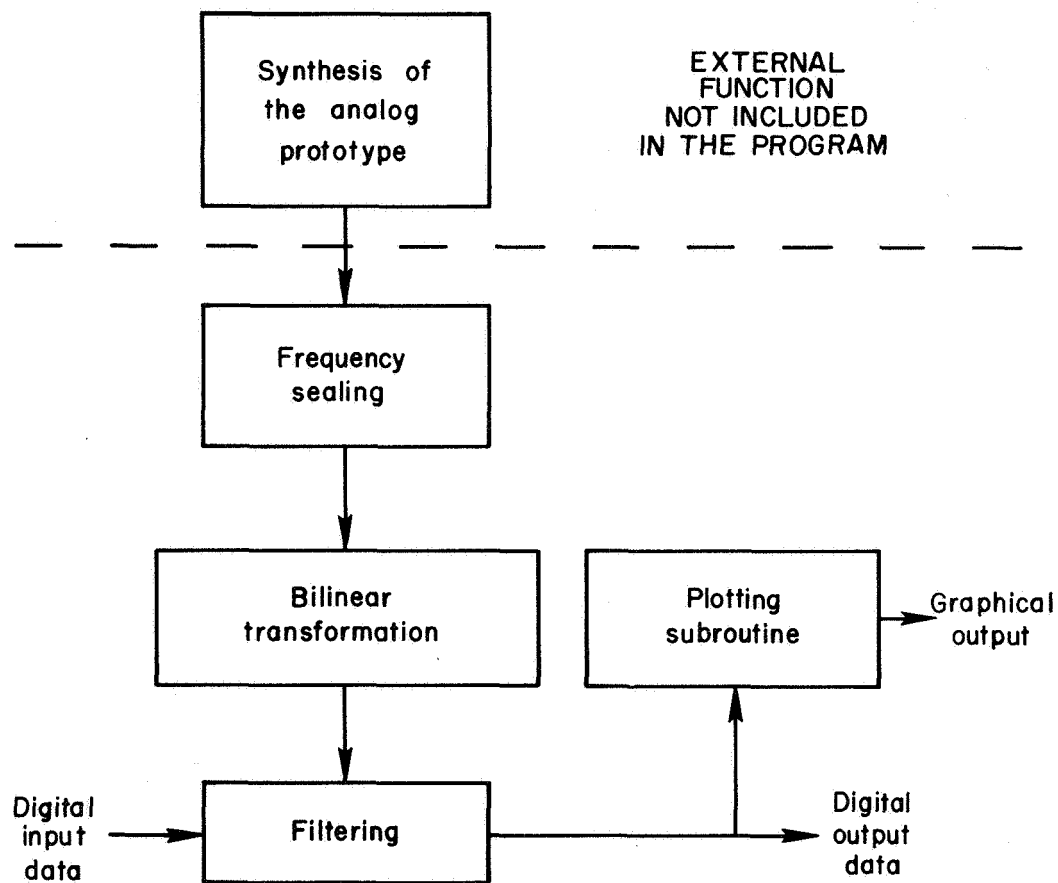 Synthesis of
the analog
prototype
EXTERNAL
FUNCTION
NOT INCLUDED
IN THE PROGRAM
Frequency
sealing
Bilinear
transformation
Plotting
subroutine
Graphical
output
Digital
input
data
Filtering
Digital
output
data